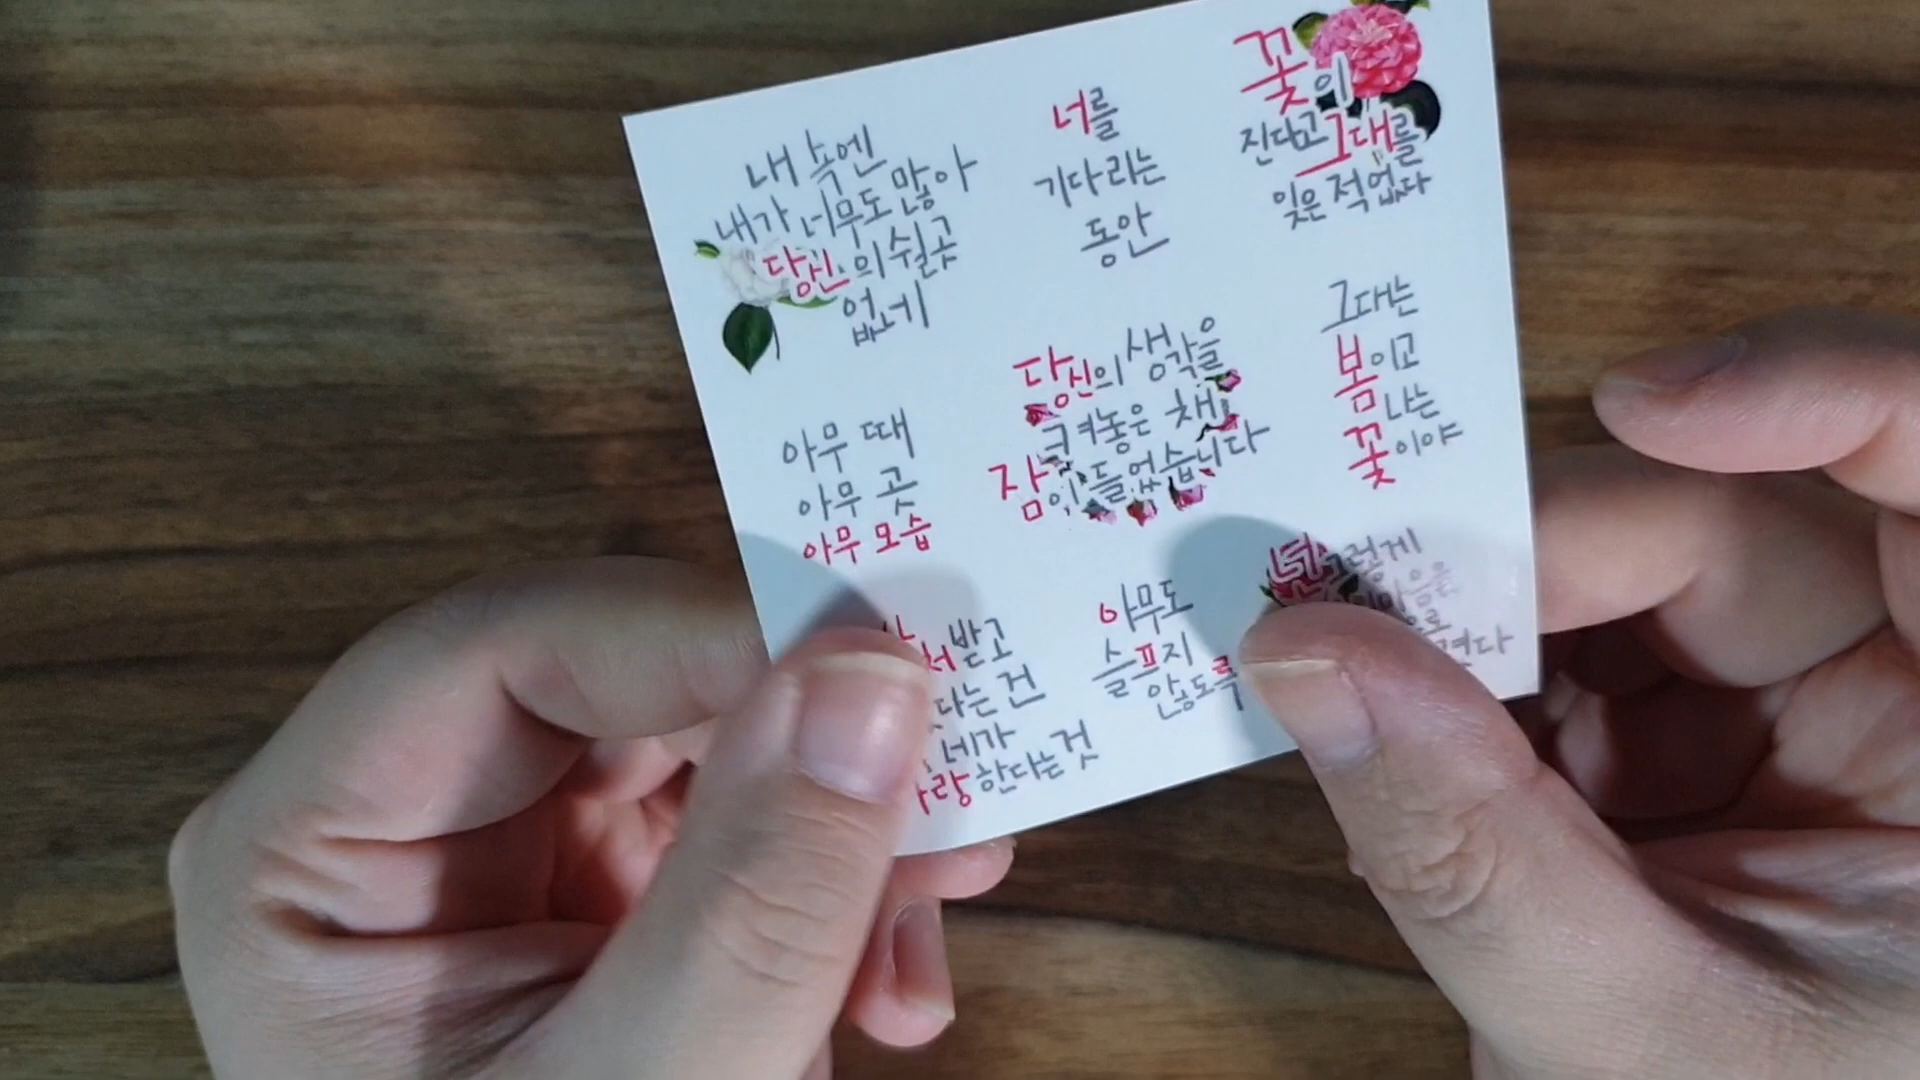 내 속엔
내가 너무도 많아
당신의 쉴 곳
없네
너를
기다리는
동안
꽃이
진다고 그대를
잊은 적 없다
아무 때
아무 곳
아무 모습
당신의 생각을
켜놓은 채
잠이 들었습니다
그대는
봄이고
나는
꽃이야
받고
다는 건
네가
한다는 것
아무도
슬프지
않도록
넌 그렇게